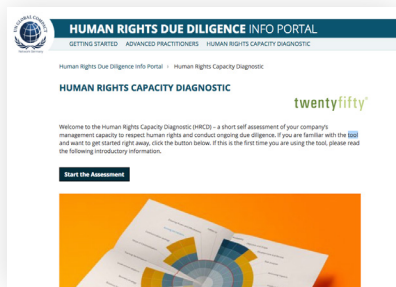 UN GLOBAL COMPACT
HUMAN RIGHTS DUE DILIGENCE INFO PORTAL
GETTING STARTED ADVANCED PRACTITIONERS HUMAN RIGHTS CAPACITY DIAGNOSTIC
Human Rights Due Diligence Info Portal Human Rights Capacity Diagnostic
HUMAN RIGHTS CAPACITY DIAGNOSTIC
twentyfifty
Welcome to the Human Rights Capacity Diagnostic (HRCD) – a short self assessment of your company's
management capacity to respect human rights and conduct ongoing due diligence. If you are familiar with the tool
and want to get started right away, click the button below. If this is the first time you are using the tool, please read
the following introductory information.
Start the Assessment